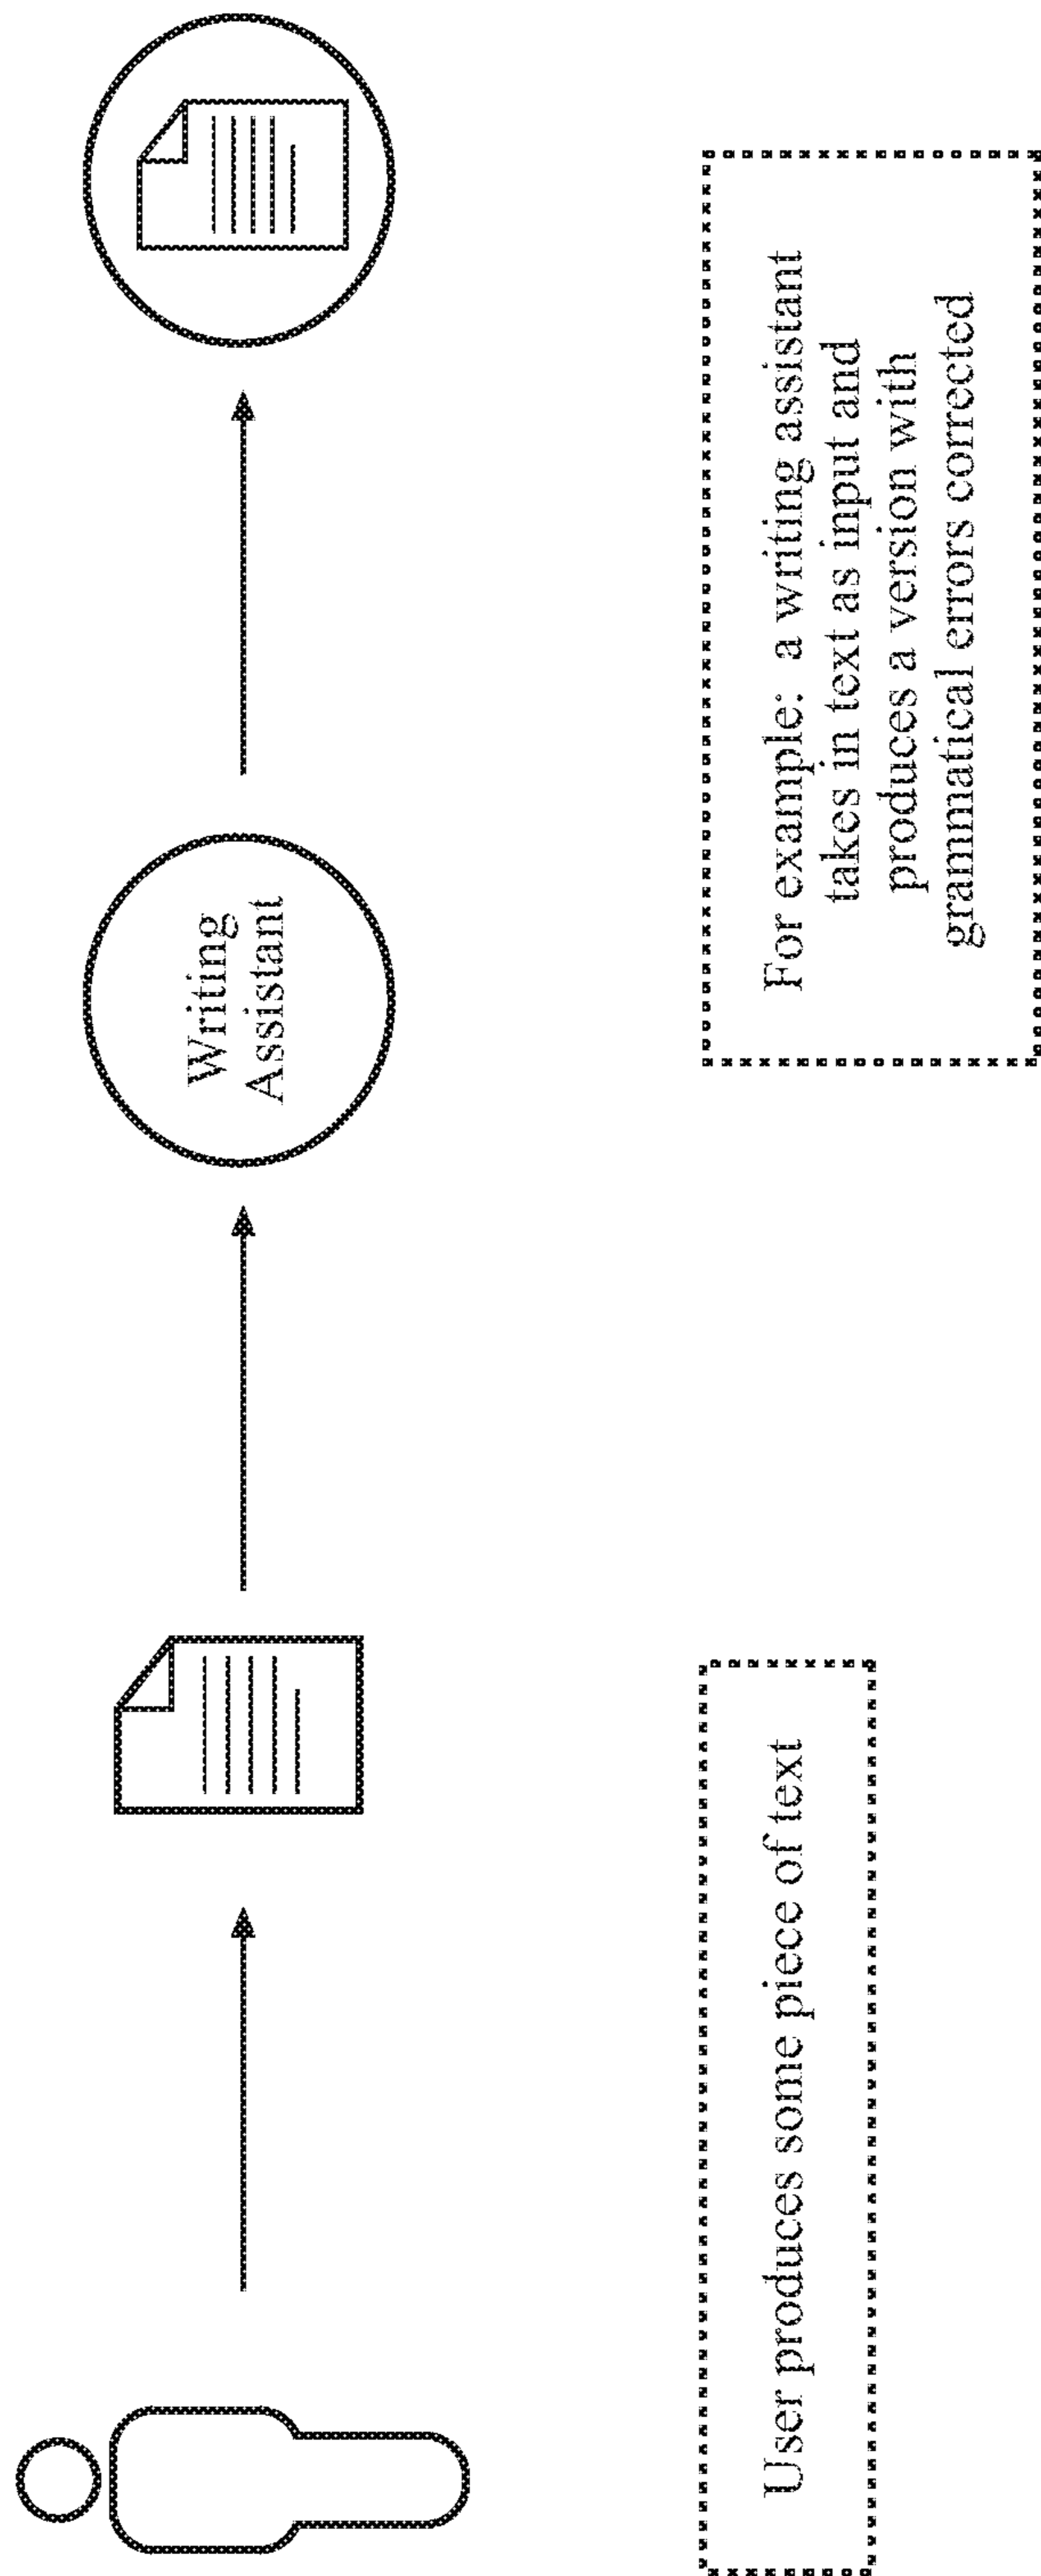 Writing
Assistant
User produces some piece of text
For example: a writing assistant
takes in text as input and
produces a version with
grammatical errors corrected